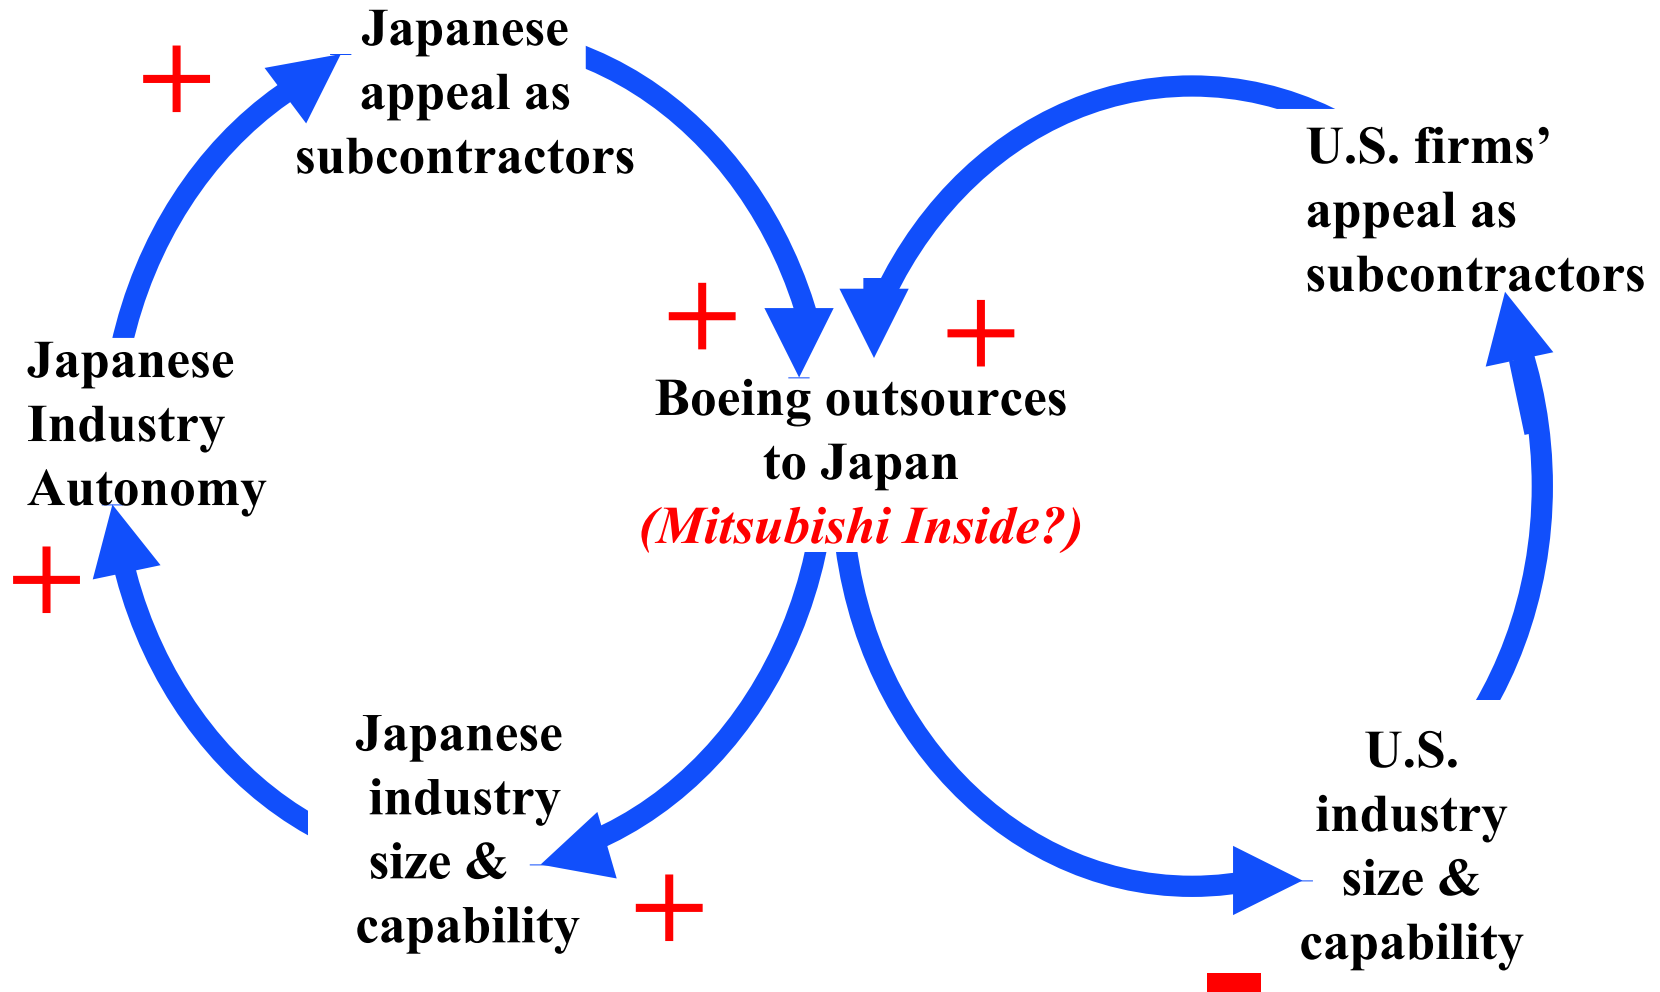 Japanese
appeal as
subcontractors
U.S. firms’
appeal as
subcontractors
Japanese
Industry
Autonomy
Boeing outsources
to Japan
(Mitsubishi Inside?)
Japanese
industry
size &
capability
U.S.
industry
size &
capability